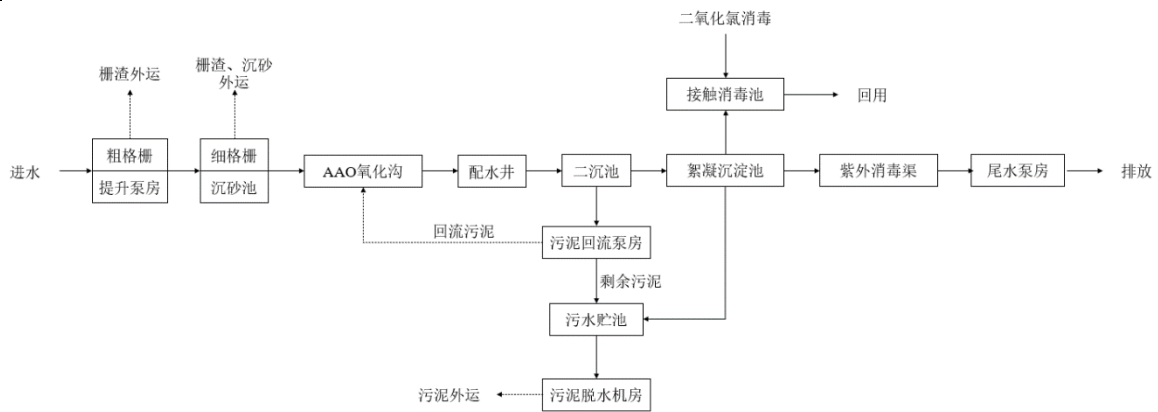 二氧化氯消毒
栅渣外运
栅渣、沉砂
外运
接触消毒池
回用
进水
粗格栅
提升泵房
细格栅
沉砂池
AAO氧化沟
配水井
二沉池
絮凝沉淀池
紫外消毒渠
尾水泵房
排放
回流污泥
污泥回流泵房
剩余污泥
污水贮池
污泥外运
污泥脱水机房